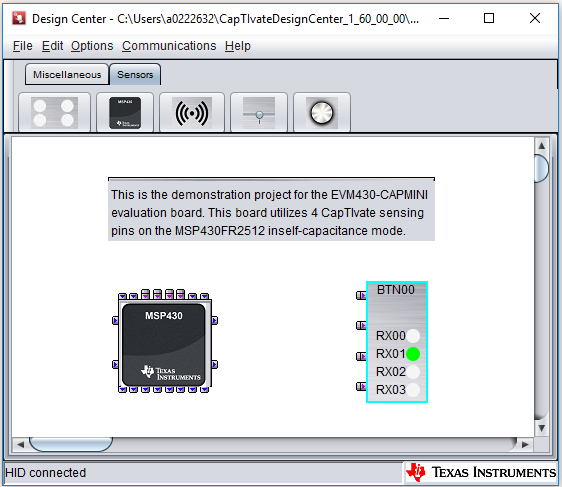 Design Center - C:\Users\a0222632\CapTIvateDesignCenter_1_60_00_00\...
File Edit Options Communications Help
Miscellaneous Sensors
MSP430
This is the demonstration project for the EVM430-CAPMINI
evaluation board. This board utilizes 4 CapTIvate sensing
pins on the MSP430FR2512 inself-capacitance mode.
BTN00
MSP430
RX00
RX01
RX02
RX03
TEXAS
INSTRUMENTS
HID connected
TEXAS INSTRUMENTS